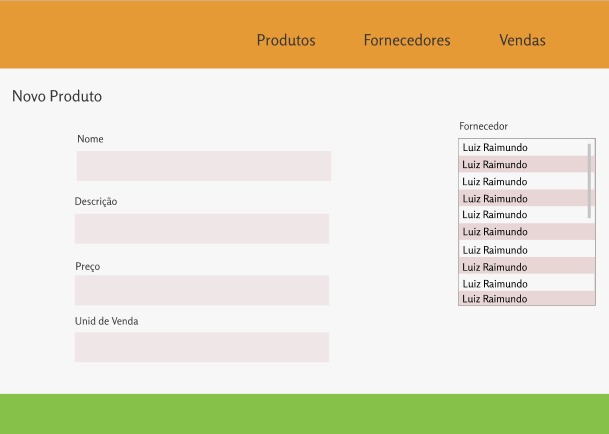 Produtos Fornecedores Vendas
Novo Produto
Nome
Descrição
Preço
Unid de Venda
Fornecedor
Luiz Raimundo
Luiz Raimundo
Luiz Raimundo
Luiz Raimundo
Luiz Raimundo
Luiz Raimundo
Luiz Raimundo
Luiz Raimundo
Luiz Raimundo
Luiz Raimundo